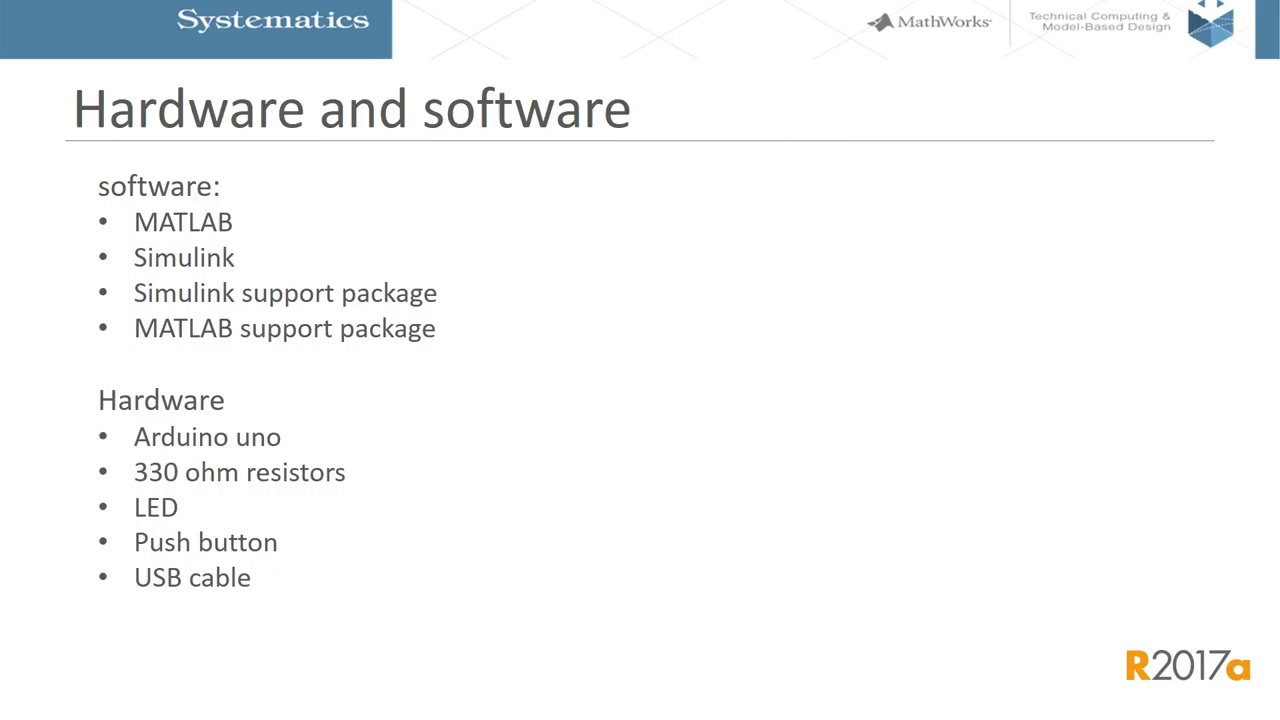 Systematics
MathWorks
Technical Computing &
Model-Based Design
Hardware and software
software:
• MATLAB
• Simulink
• Simulink support package
• MATLAB support package
Hardware
• Arduino uno
• 330 ohm resistors
• LED
• Push button
• USB cable
R2017a